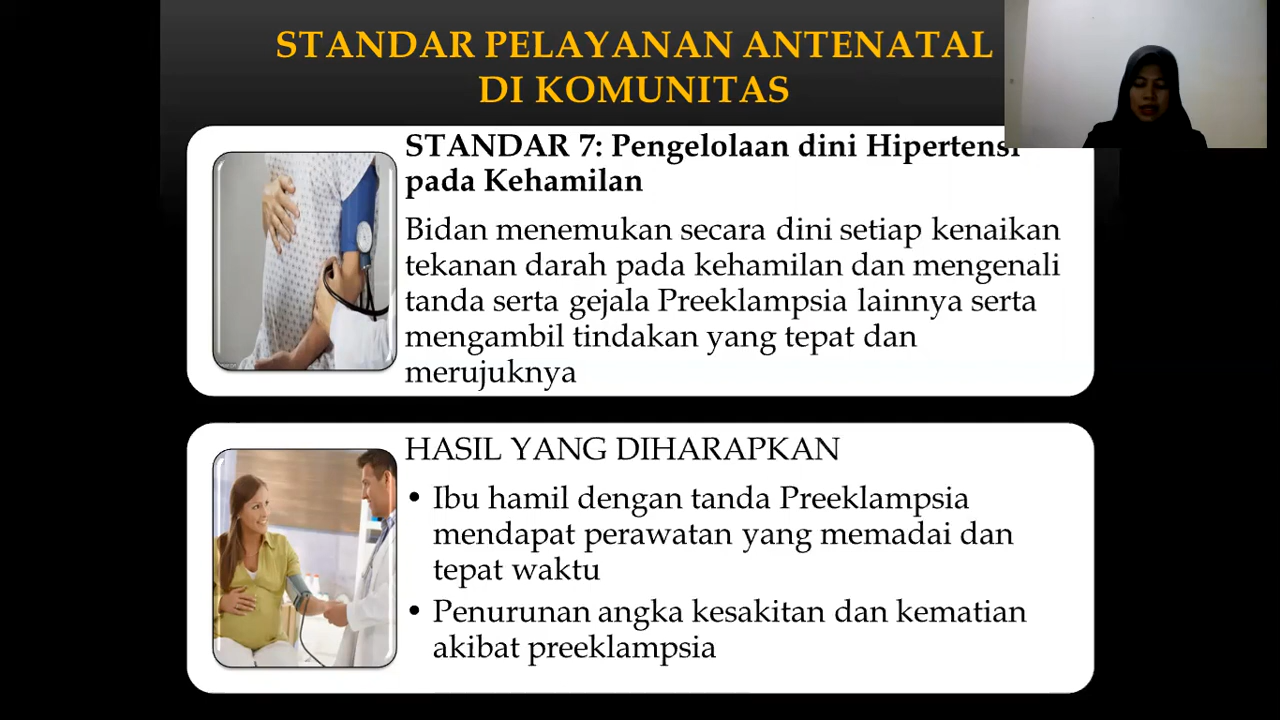 STANDAR PELAYANAN ANTENATAL
DI KOMUNITAS
STANDAR 7: Pengelolaan dini Hipertensi
pada Kehamilan
Bidan menemukan secara dini setiap kenaikan
tekanan darah pada kehamilan dan mengenali
tanda serta gejala Preeklampsia lainnya serta
mengambil tindakan yang tepat dan
merujuknya
HASIL YANG DIHARAPKAN
• Ibu hamil dengan tanda Preeklampsia
mendapat perawatan yang memadai dan
tepat waktu
• Penurunan angka kesakitan dan kematian
akibat preeklampsia